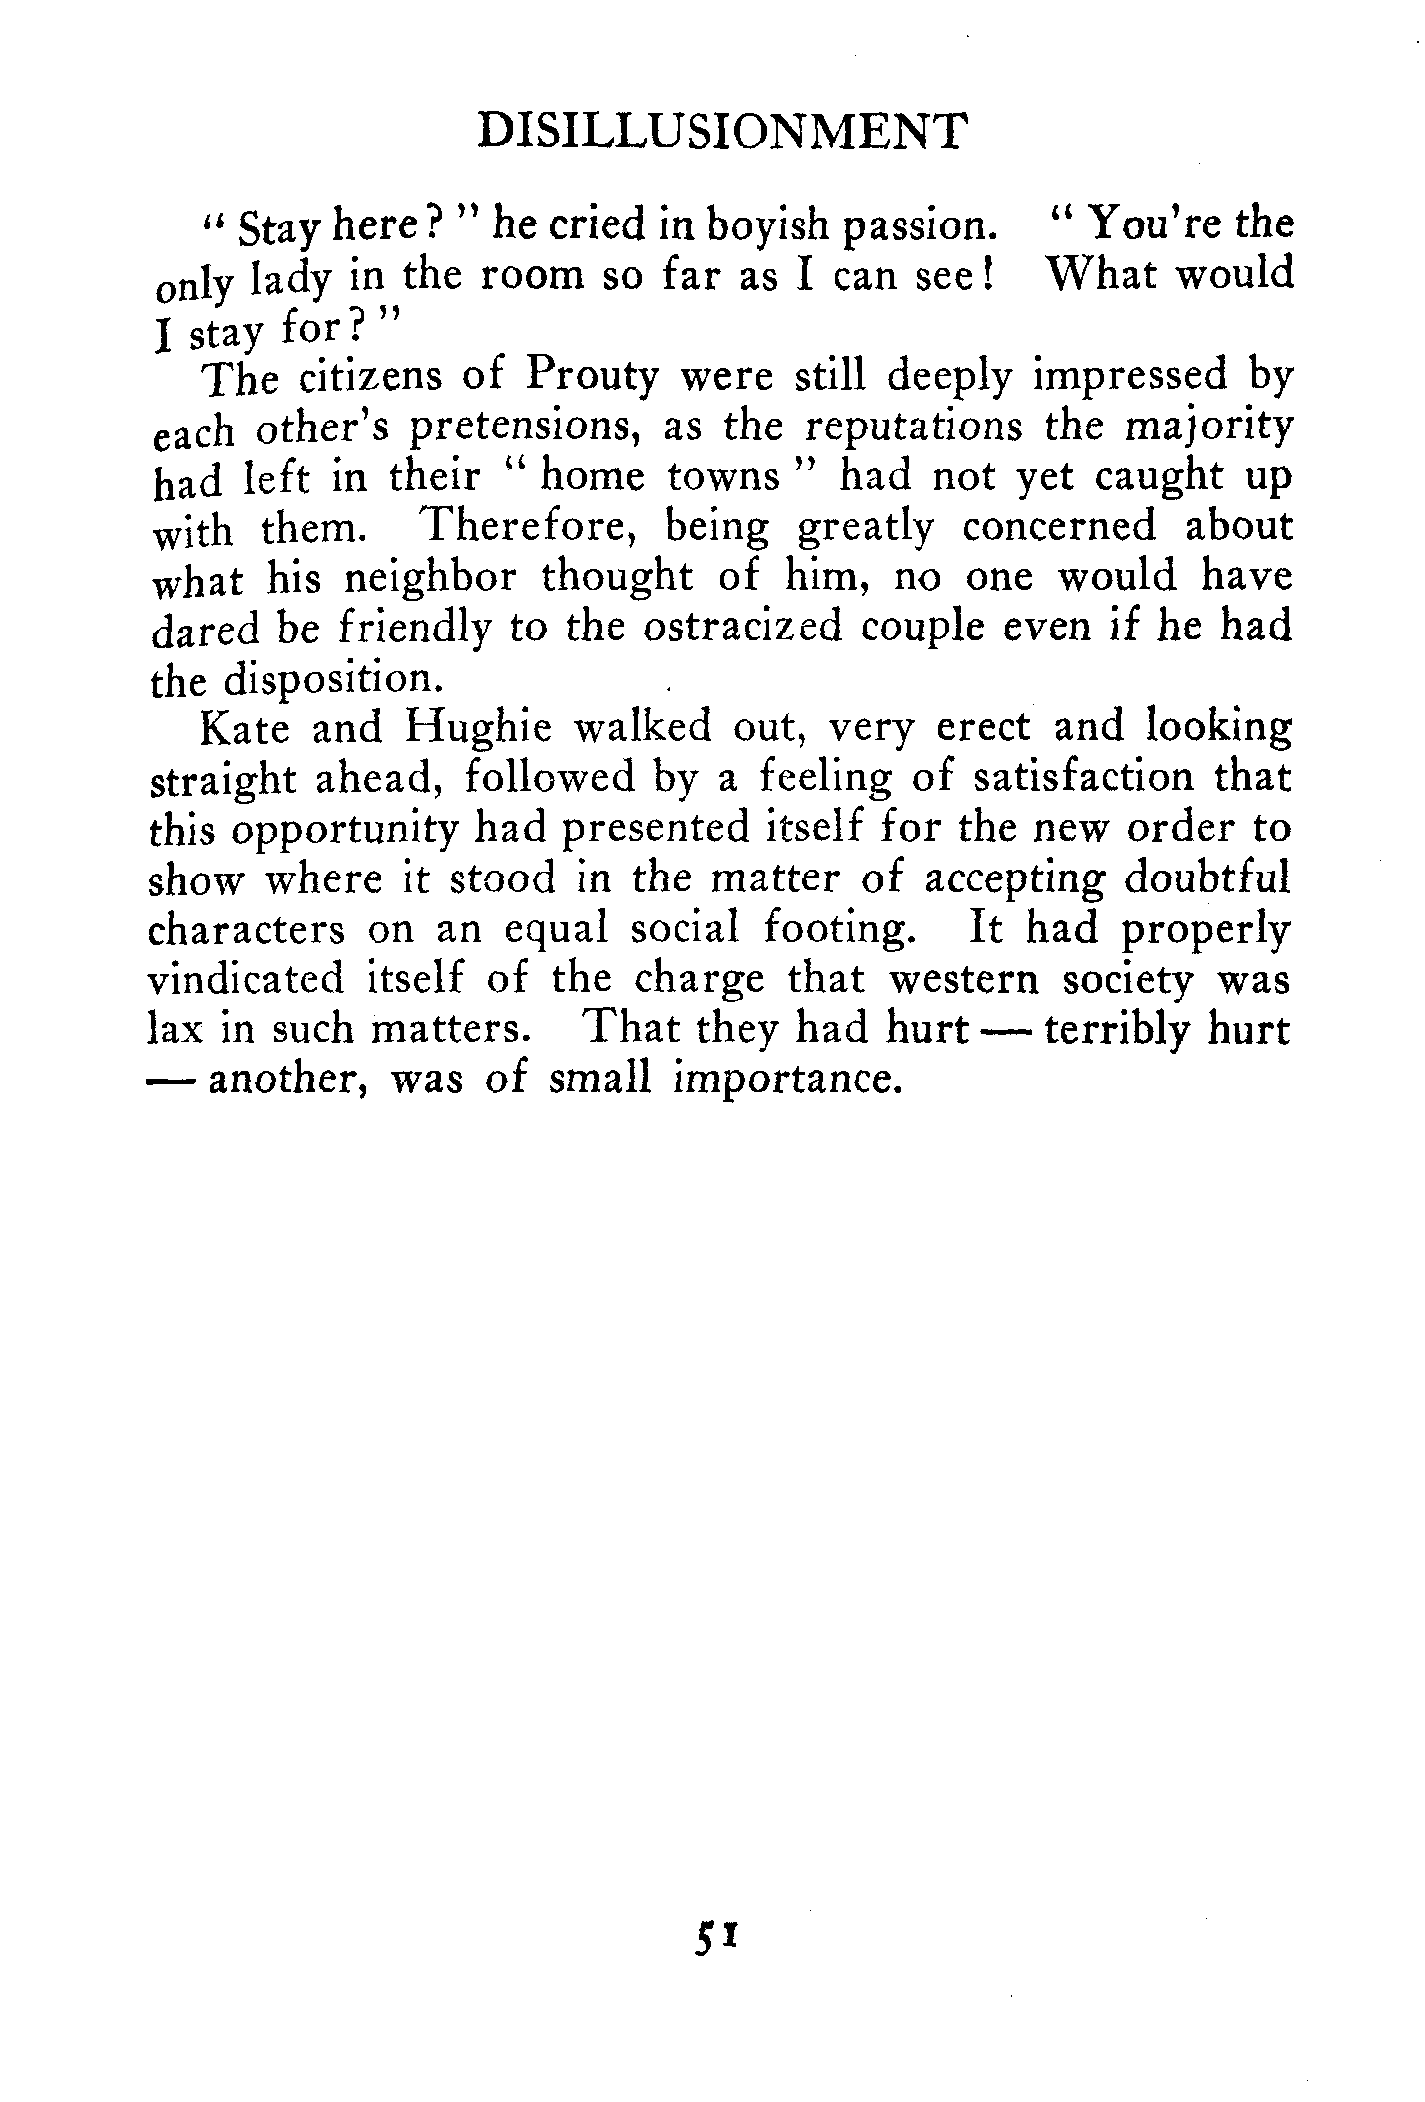 DISILLUSIONMENT
“ Stay here ? ” he cried in boyish passion. “ You're the
only lady in the room so far as I can see ! What would
I stay for ? ”
The citizens of Prouty were still deeply impressed by
each other's pretensions, as the reputations the majority
had left in their “ home towns ” had not yet caught up
with them. Therefore, being greatly concerned about
what his neighbor thought of him, no one would have
dared be friendly to the ostracized couple even if he had
the disposition.
Kate and Hughie walked out, very erect and looking
straight ahead, followed by a feeling of satisfaction that
this opportunity had presented itself for the new order to
show where it stood in the matter of accepting doubtful
characters on an equal social footing. It had properly
vindicated itself of the charge that western society was
lax in such matters. That they had hurt — terribly hurt
— another, was of small importance.
51